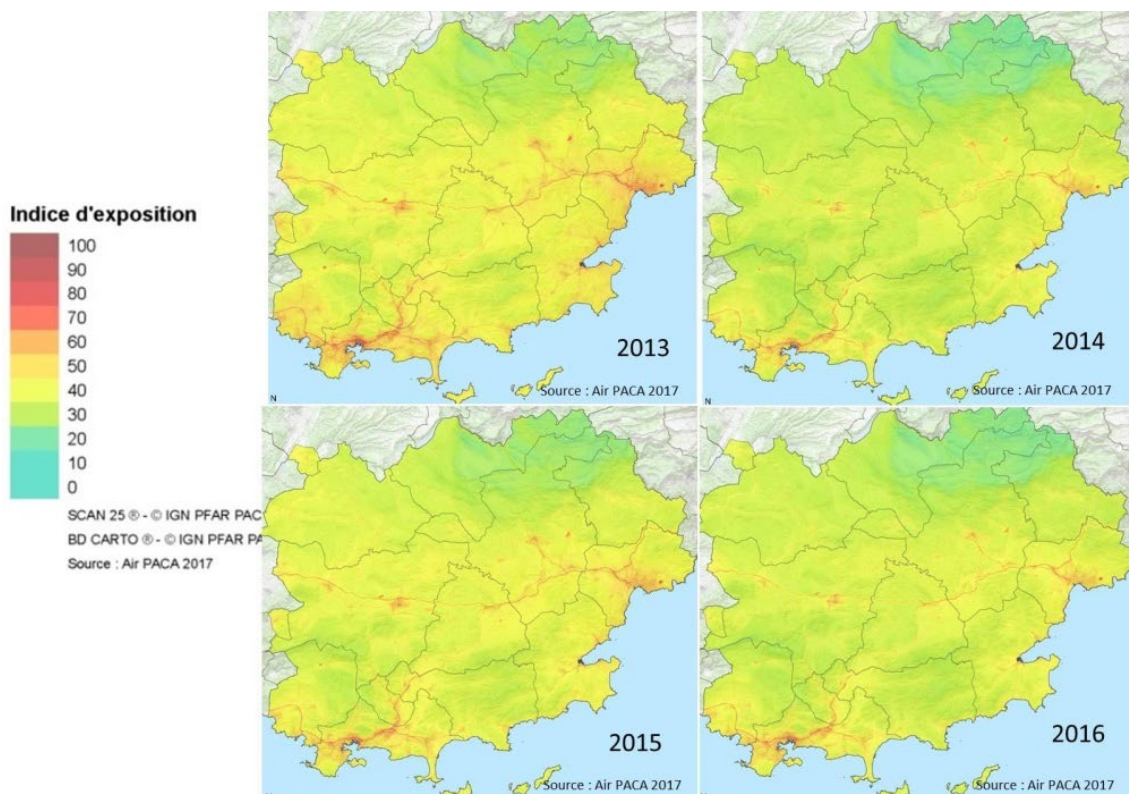 Indice d'exposition
100
90
80
70
60
50
40
30
20
10
0
SCAN 25 ® - © IGN PFAR PAC
BD CARTO ® - © IGN PFAR PA
Source : Air PACA 2017
2013
Source : Air PACA 2017
N
2014
Source : Air PACA 2017
N
2015
Source : Air PACA 2017
2016
Source : Air PACA 2017
N